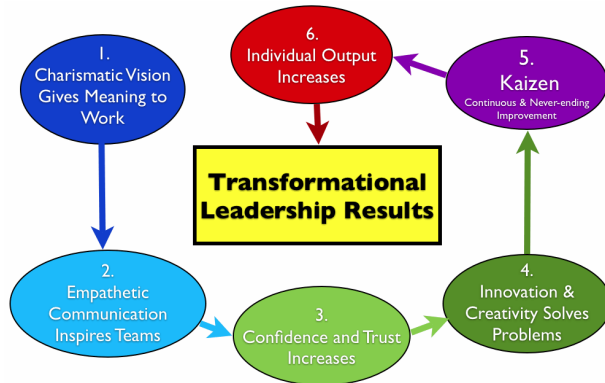 1.
Charismatic Vision
Gives Meaning to
Work
2.
Empathetic
Communication
Inspires Teams
3.
Confidence and Trust
Increases
4.
Innovation &
Creativity Solves
Problems
5.
Kaizen
Continuous & Never-ending
Improvement
6.
Individual Output
Increases
Transformational
Leadership Results